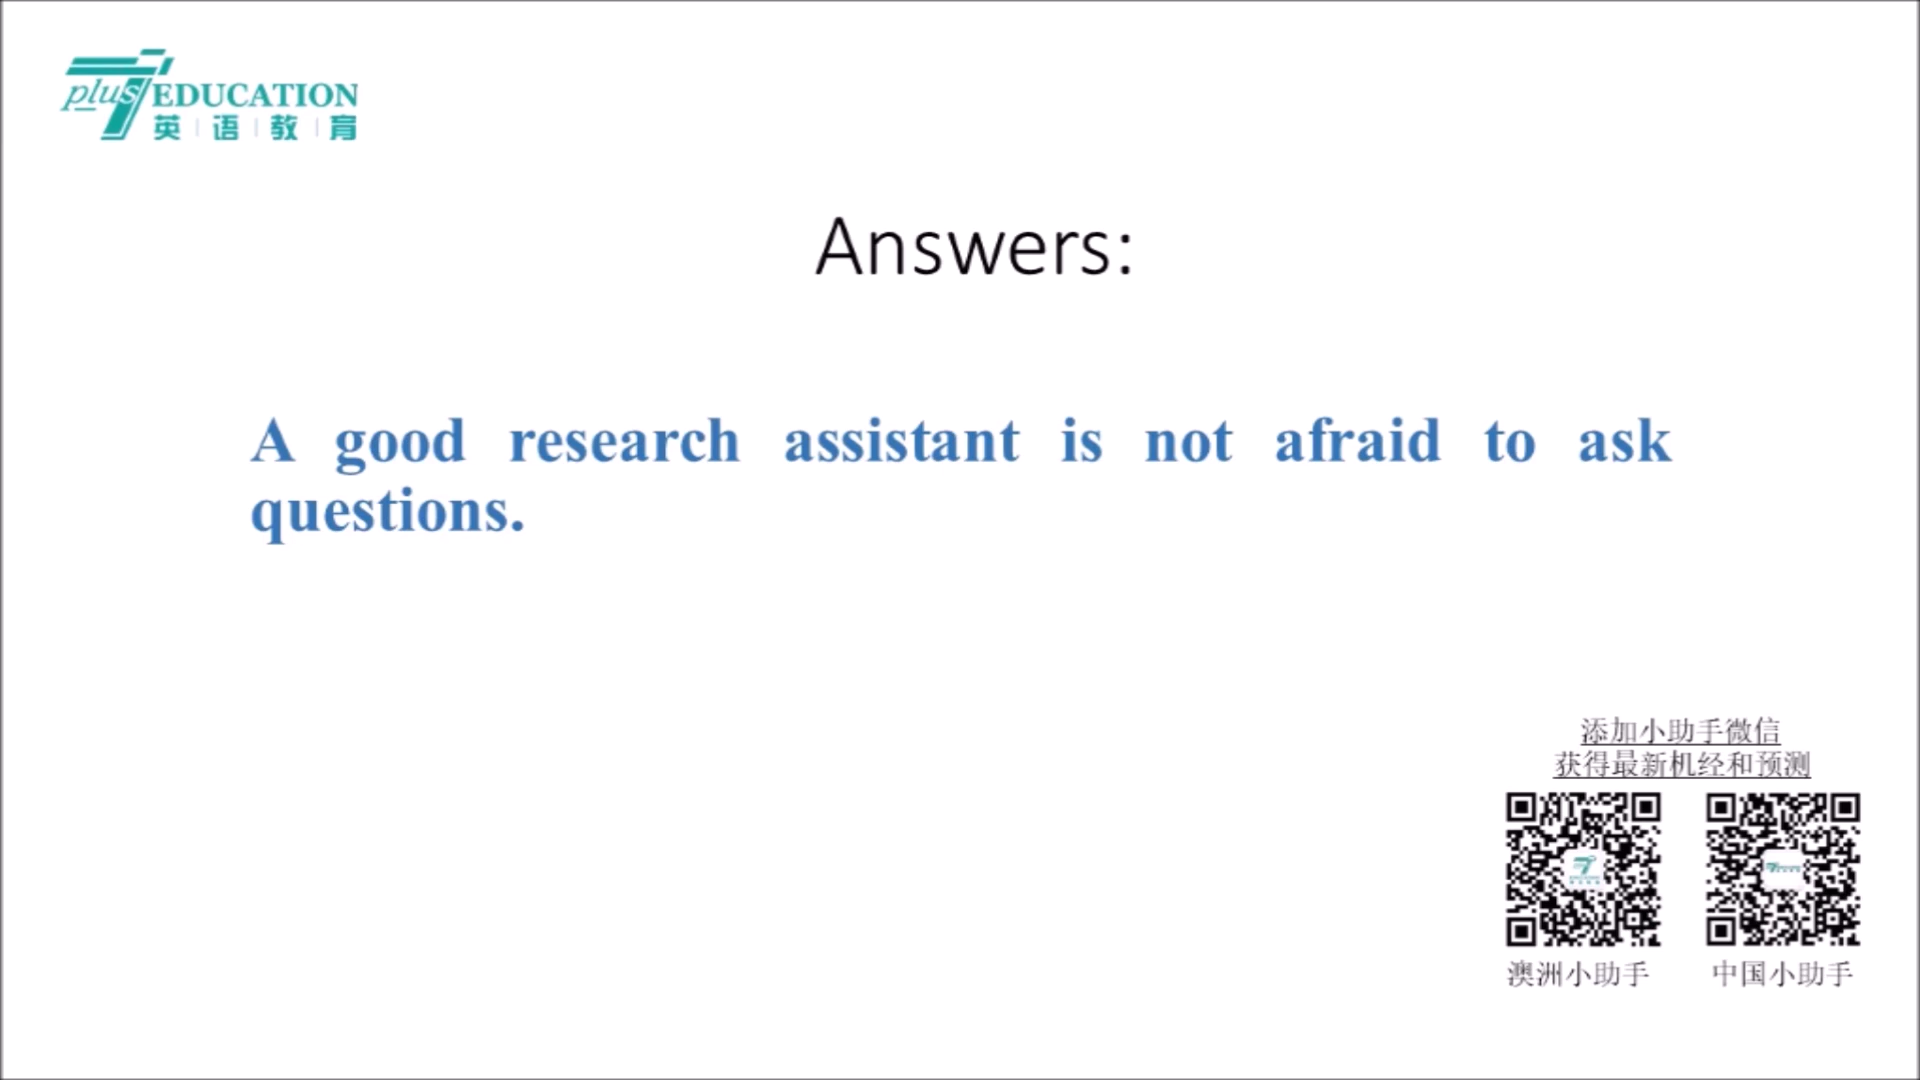 plus 7 EDUCATION
英语教育
Answers:
A good research assistant is not afraid to ask
questions.
添加小助手微信
获得最新机经和预测
澳洲小助手
中国小助手